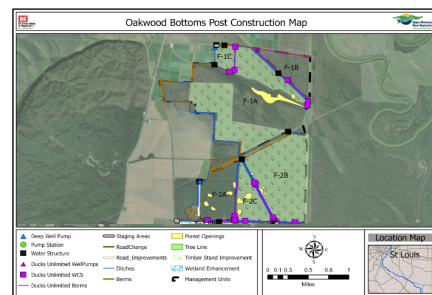 Oakwood Bottoms Post Construction Map
F-1C
F-1B
F-1A
F-2A
F-2B
F-2C
Deep Well Pump
Pump Station
Water Structure
Ducks Unlimited WellPumps
Ducks Unlimited WCS
Ducks Unlimited Berms
Staging Areas
RoadChange
Road_Improvements
Ditches
Berms
Forest Openings
Tree Line
Timber Stand Improvement
Wetland Enhancement
Management Units
0 0.1 0.3 0.5 0.8 1
Miles
Location Map
St Louis